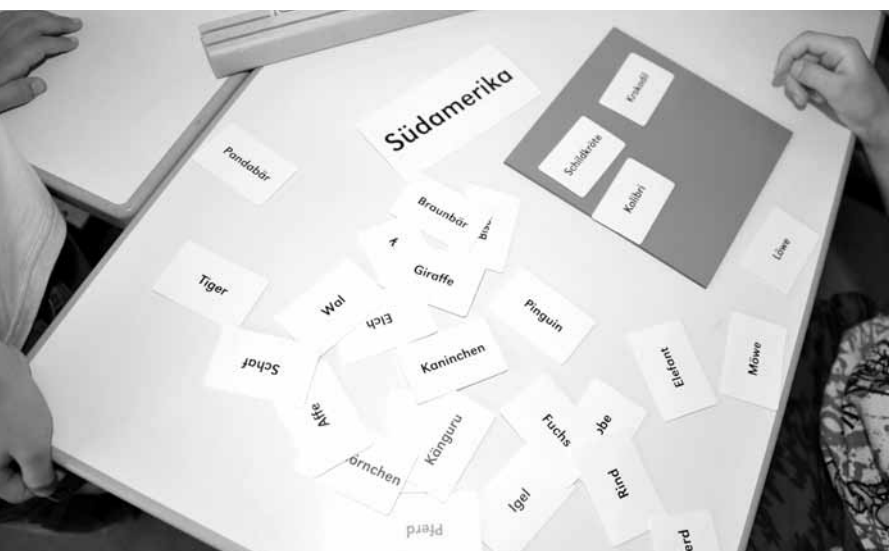 Südamerika
Krokodil
Schildkröte
Kolibri
Pandabär
Braunbär
Löwe
Giraffe
Tiger
Wal
Elch
Pinguin
Schaf
Kaninchen
Elefant
Möwe
Affe
Känguru
Fuchs
örnchen
Igel
Rind
Pferd